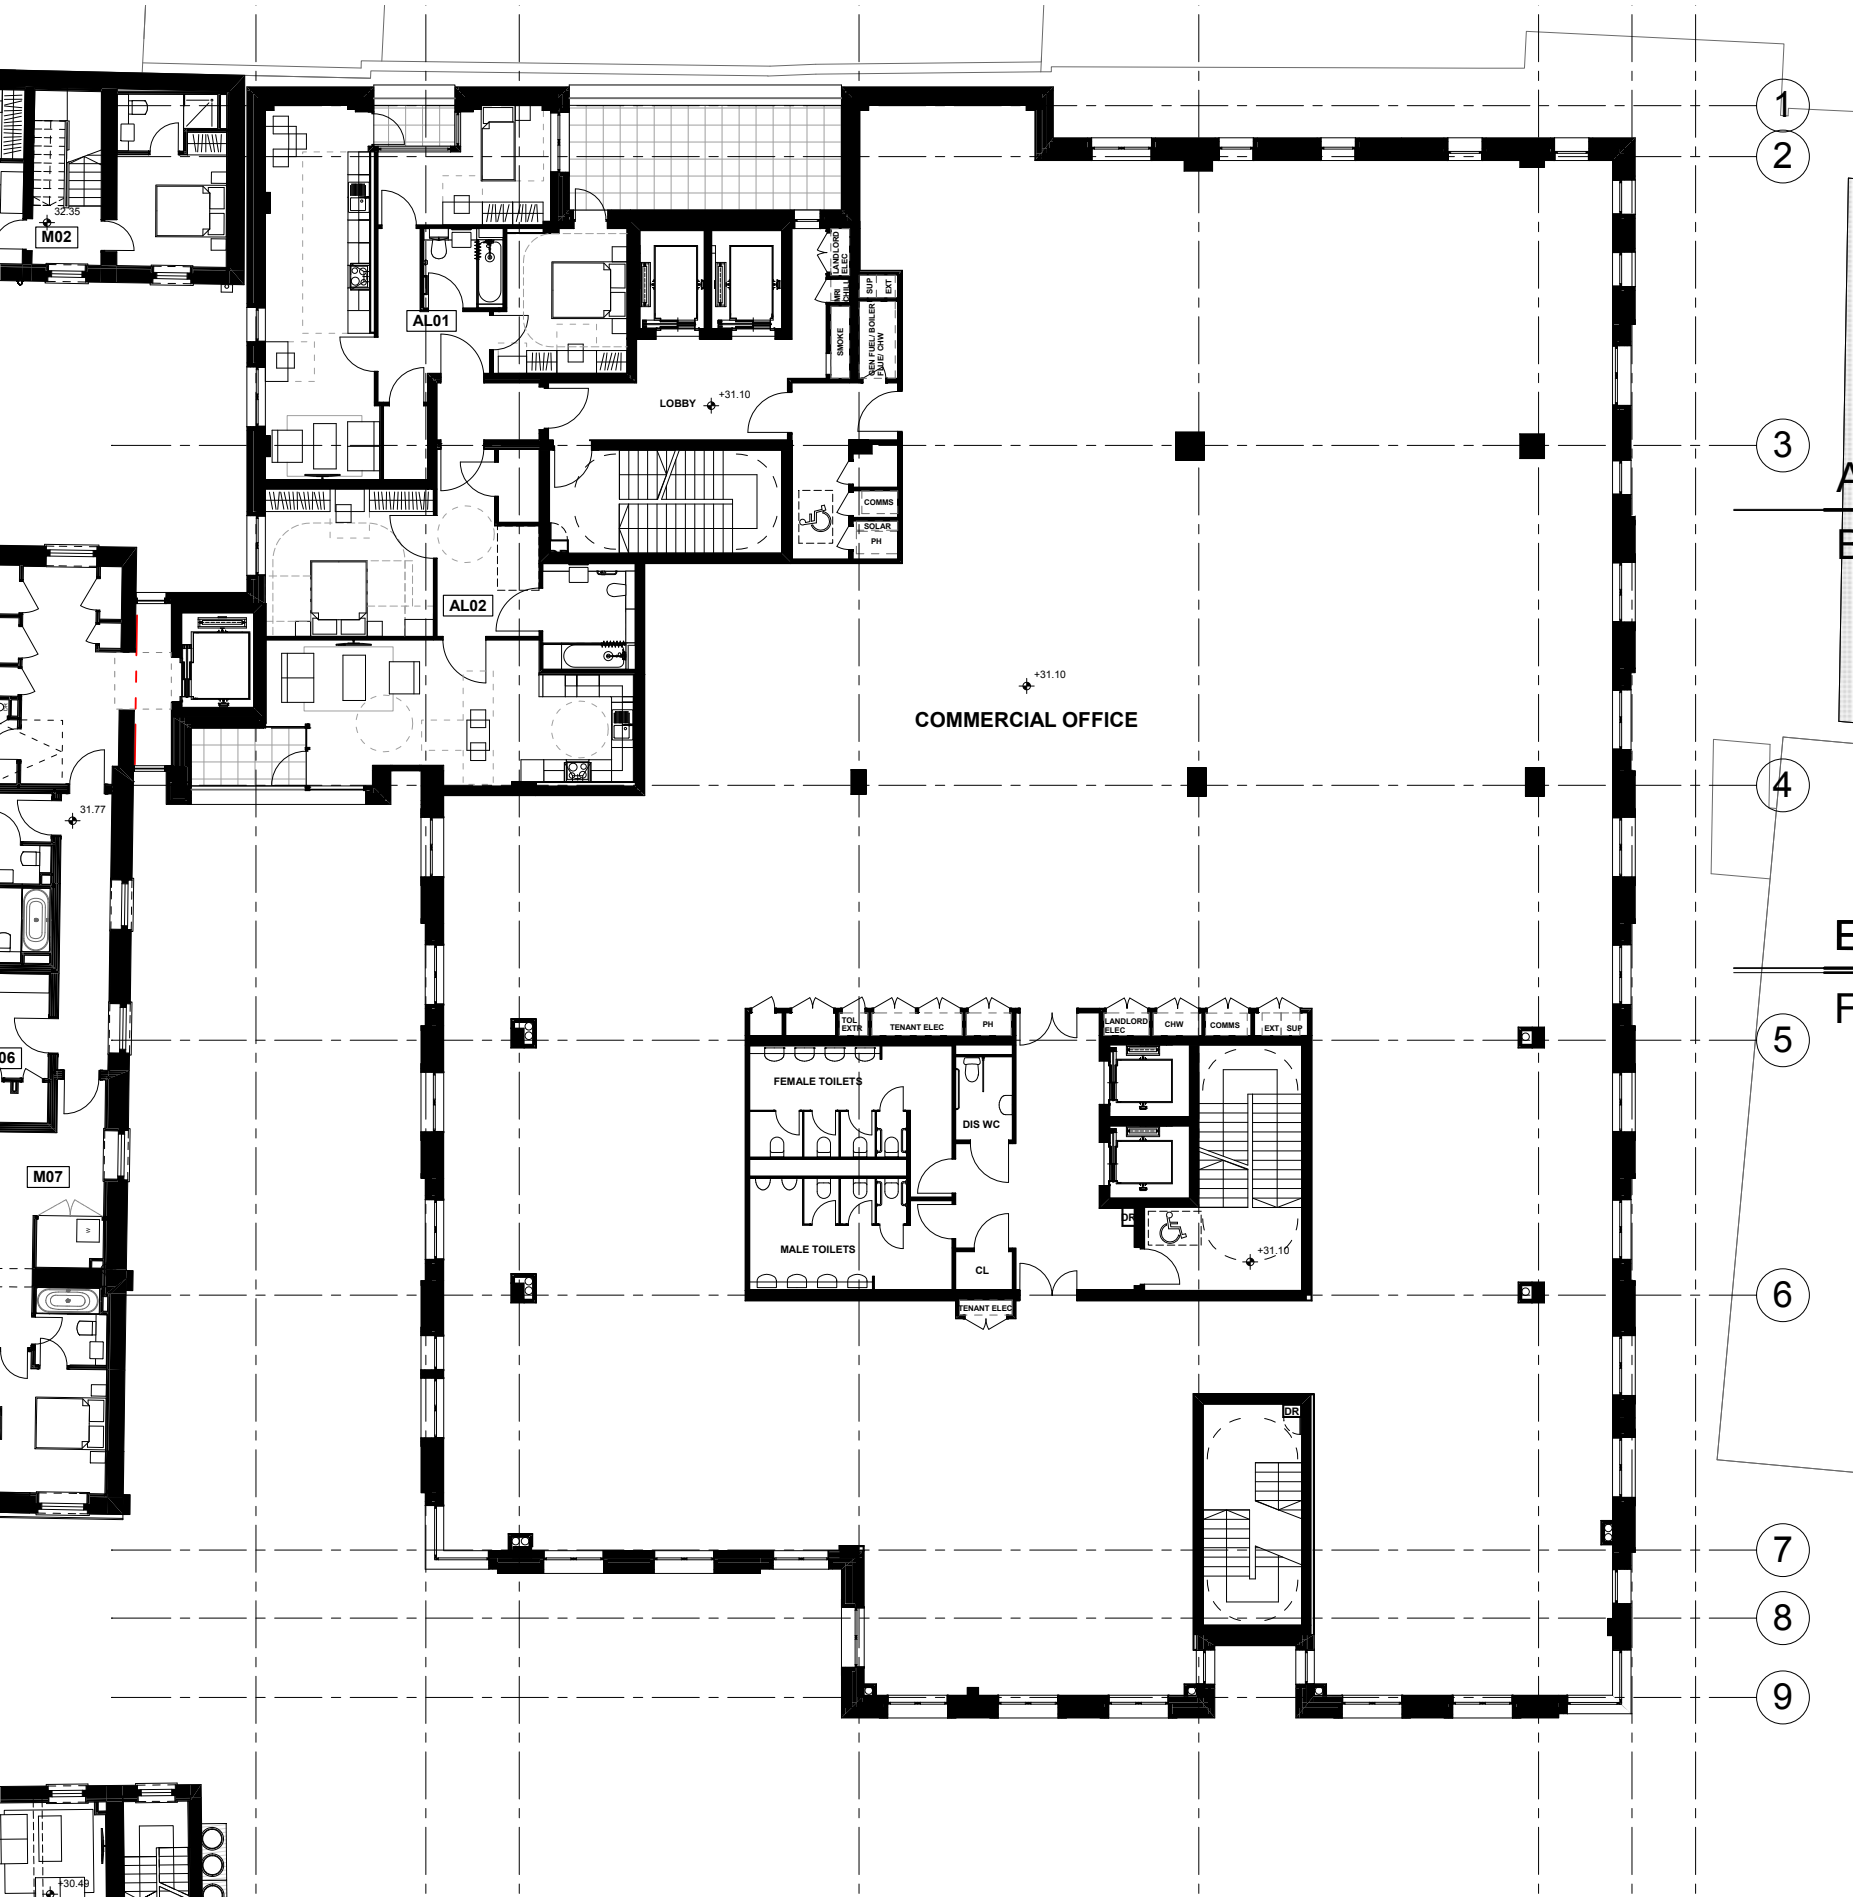 1
2
32.35
M02
LANDLORD
ELEC
MRI
CHILL
SUP
EXT
AL01
SMOKE
GEN FUEL/ BOILER
FLUE/ CHW
LOBBY
+31.10
3
A
COMMS
SOLAR
PH
E
AL02
+31.10
COMMERCIAL OFFICE
4
31.77
E
F
TOL
EXTR
TENANT ELEC
PH
LANDLORD
ELEC
CHW
COMMS
EXT
SUP
5
06
FEMALE TOILETS
DIS WC
M07
DR
W
MALE TOILETS
+31.10
CL
6
TENANT ELEC
DR
7
8
9
+30.49